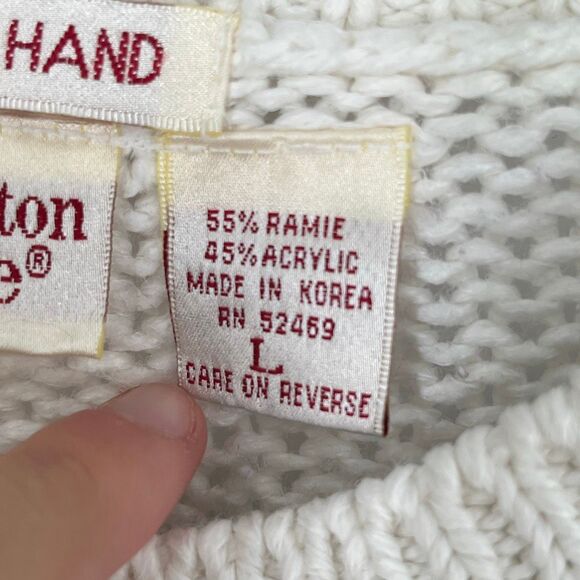 HAND
ton
e®
55% RAMIE
45% ACRYLIC
MADE IN KOREA
RN 52469
L
CARE ON REVERSE